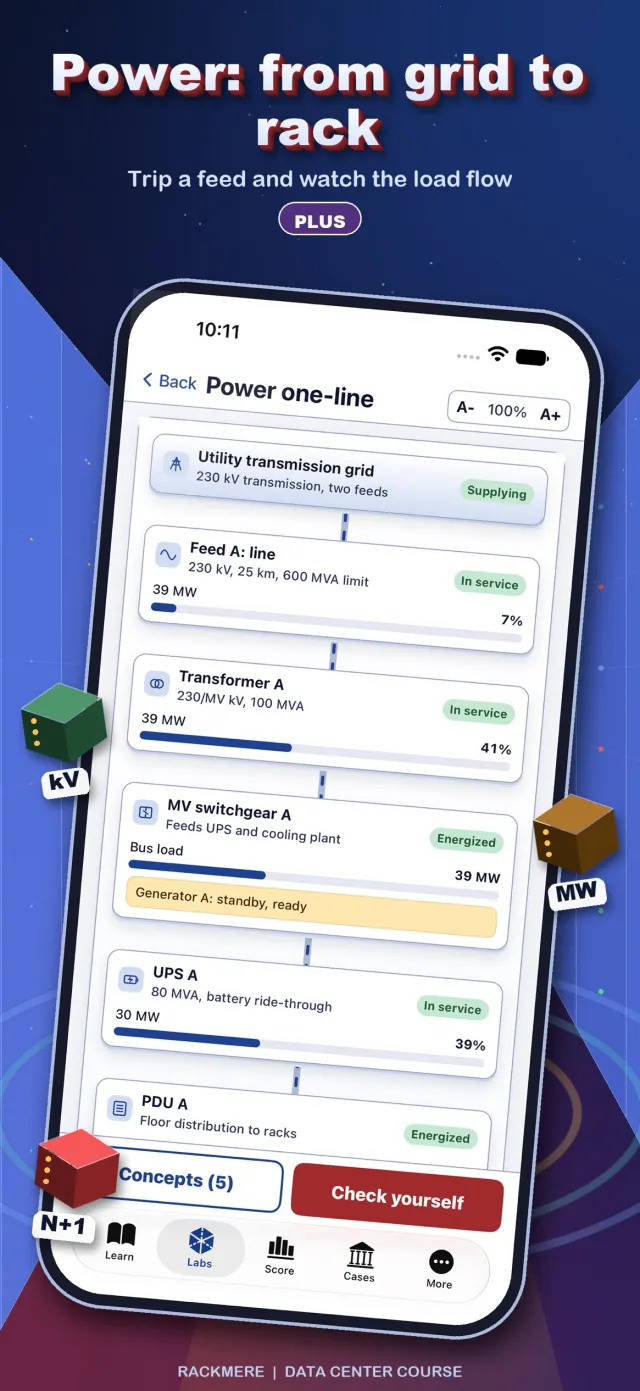 Power: from grid to
rack
Trip a feed and watch the load flow
PLUS
10:11
Back Power one-line
A- 100% A+
Utility transmission grid
230 kV transmission, two feeds
Supplying
Feed A: line
230 kV, 25 km, 600 MVA limit
In service
39 MW
7%
Transformer A
230/MV kV, 100 MVA
In service
39 MW
41%
MV switchgear A
Feeds UPS and cooling plant
Energized
Bus load
39 MW
Generator A: standby, ready
UPS A
80 MVA, battery ride-through
In service
30 MW
39%
PDU A
Floor distribution to racks
Energized
kV
MW
N+1
Concepts (5)
Check yourself
Learn
Labs
Score
Cases
More
RACKMERE | DATA CENTER COURSE